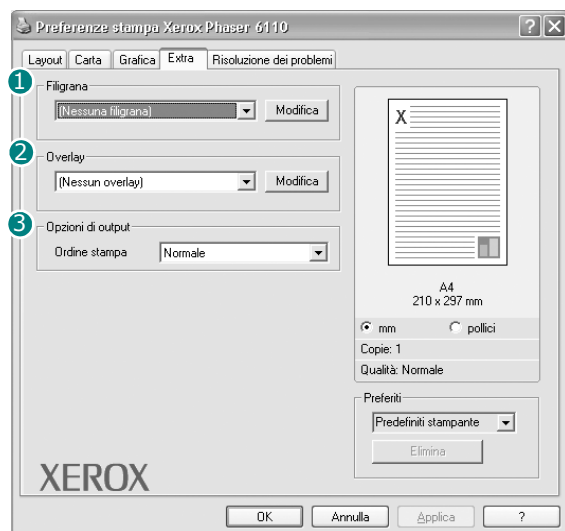 Preferenze stampa Xerox Phaser 6110
? X
Layout Carta Grafica Extra Risoluzione dei problemi
1 Filigrana
(Nessuna filigrana) Modifica
2 Overlay
(Nessun overlay) Modifica
3 Opzioni di output
Ordine stampa Normale
X
A4
210 x 297 mm
mm pollici
Copie: 1
Qualità: Normale
Preferiti
Predefiniti stampante
Elimina
XEROX
OK Annulla Applica ?